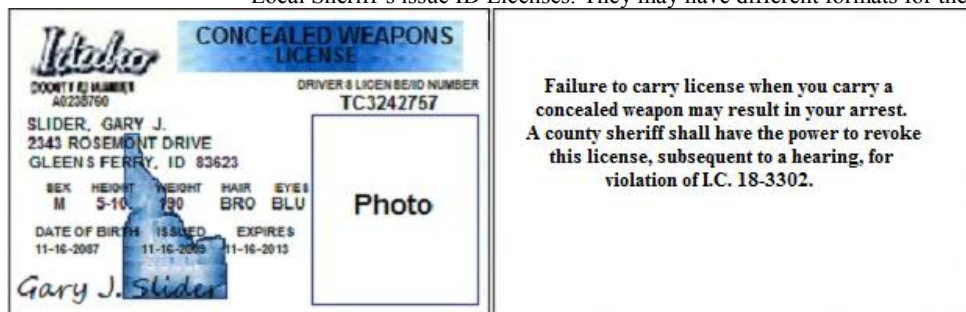 Local Sheriff's issue ID Licenses. They may have different formats for the
Idaho
CONCEALED WEAPONS
LICENSE
COUNTY ID NUMBER
A0238760
DRIVER'S LICENSE/ID NUMBER
TC3242757
SLIDER, GARY J.
2343 ROSEMONT DRIVE
GLEENS FERRY, ID 83623
SEX HEIGHT WEIGHT HAIR EYES
M 5-10 190 BRO BLU
DATE OF BIRTH ISSUED EXPIRES
11-16-2087 11-16-2009 11-16-2013
Gary J. Slider
Photo
Failure to carry license when you carry a
concealed weapon may result in your arrest.
A county sheriff shall have the power to revoke
this license, subsequent to a hearing, for
violation of I.C. 18-3302.